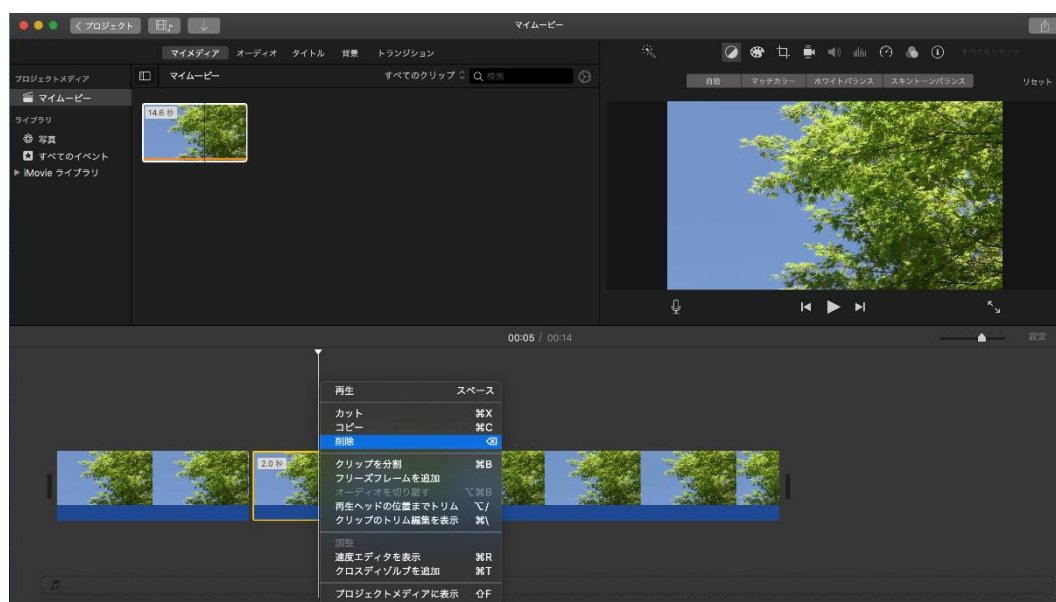 プロジェクト
マイムービー
マイメディア オーディオ タイトル 背景 トランジション
すべてをリセット
プロジェクトメディア
マイムービー
すべてのクリップ
検索
自動 マッチカラー ホワイトバランス スキントーンバランス
リセット
マイムービー
ライブラリ
写真
すべてのイベント
iMovie ライブラリ
14.6 秒
00:05 / 00:14
設定
再生 スペース
カット ⌘X
コピー ⌘C
削除 ⌫
クリップを分割 ⌘B
フリーズフレームを追加
オーディオを切り離す ⌥⌘B
再生ヘッドの位置までトリム ⌥/
クリップのトリム編集を表示 ⌘\
調整
速度エディタを表示 ⌘R
クロスディゾルブを追加 ⌘T
プロジェクトメディアに表示 ⇧F
2.0 秒